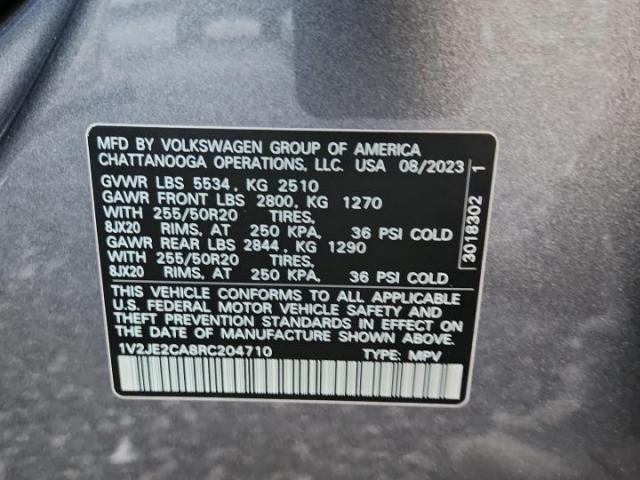 MFD BY VOLKSWAGEN GROUP OF AMERICA
CHATTANOOGA OPERATIONS, LLC. USA 08/2023
GVWR LBS 5534, KG 2510
GAWR FRONT LBS 2800, KG 1270
WITH 255/50R20 TIRES,
8JX20 RIMS, AT 250 KPA, 36 PSI COLD
GAWR REAR LBS 2844, KG 1290
WITH 255/50R20 TIRES,
8JX20 RIMS, AT 250 KPA, 36 PSI COLD
THIS VEHICLE CONFORMS TO ALL APPLICABLE
U.S. FEDERAL MOTOR VEHICLE SAFETY AND
THEFT PREVENTION STANDARDS IN EFFECT ON
THE DATE OF MANUFACTURE SHOWN ABOVE.
1V2JE2CA8RC204710 TYPE: MPV
3018302 1